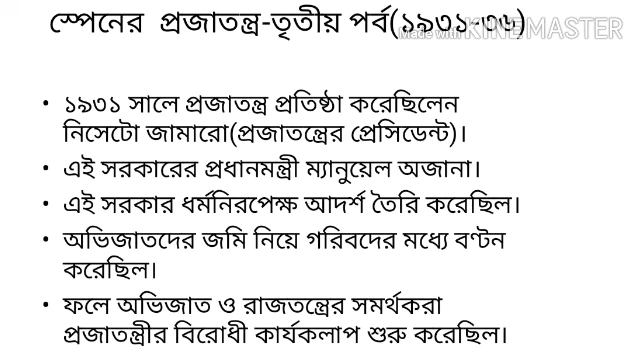 স্পেনের প্রজাতন্ত্র-তৃতীয় পর্ব(১৯৩১-৩৬)
Made with KINEMASTER
• ১৯৩১ সালে প্রজাতন্ত্র প্রতিষ্ঠা করেছিলেন
নিসেটো জামারো(প্রজাতন্ত্রের প্রেসিডেন্ট)।
• এই সরকারের প্রধানমন্ত্রী ম্যানুয়েল অজানা।
• এই সরকার ধর্মনিরপেক্ষ আদর্শ তৈরি করেছিল।
• অভিজাতদের জমি নিয়ে গরিবদের মধ্যে বণ্টন
করেছিল।
• ফলে অভিজাত ও রাজতন্ত্রের সমর্থকরা
প্রজাতন্ত্রীর বিরোধী কার্যকলাপ শুরু করেছিল।